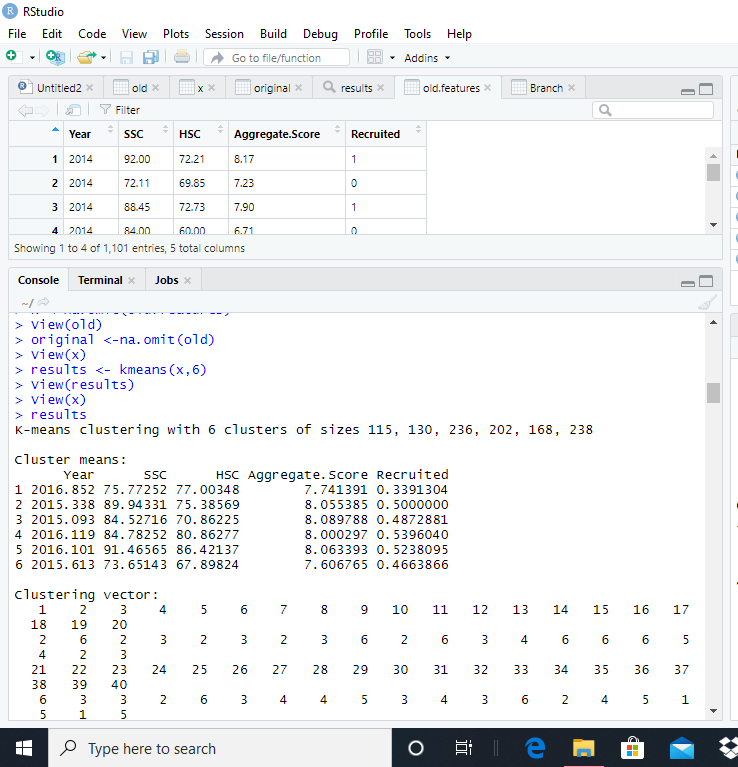 RStudio
File Edit Code View Plots Session Build Debug Profile Tools Help
Go to file/function Addins
Untitled2 old x original results old.features Branch
Filter
Year SSC HSC Aggregate.Score Recruited
1 2014 92.00 72.21 8.17 1
2 2014 72.11 69.85 7.23 0
3 2014 88.45 72.73 7.90 1
4 2014 84.00 60.00 6.71 0
Showing 1 to 4 of 1,101 entries, 5 total columns
Console Terminal Jobs
~/
> View(old)
> original <-na.omit(old)
> View(x)
> results <- kmeans(x,6)
> View(results)
> View(x)
> results
K-means clustering with 6 clusters of sizes 115, 130, 236, 202, 168, 238
Cluster means:
Year SSC HSC Aggregate.Score Recruited
1 2016.852 75.77252 77.00348 7.741391 0.3391304
2 2015.338 89.94331 75.38569 8.055385 0.5000000
3 2015.093 84.52716 70.86225 8.089788 0.4872881
4 2016.119 84.78252 80.86277 8.000297 0.5396040
5 2016.101 91.46565 86.42137 8.063393 0.5238095
6 2015.613 73.65143 67.89824 7.606765 0.4663866
Clustering vector:
1 2 3 4 5 6 7 8 9 10 11 12 13 14 15 16 17
18 19 20
2 6 2 3 2 3 2 3 6 2 6 3 4 6 6 6 5
4 2 3
21 22 23 24 25 26 27 28 29 30 31 32 33 34 35 36 37
38 39 40
6 3 3 2 6 3 4 4 5 3 4 3 6 2 4 5 1
5 1 5
Type here to search